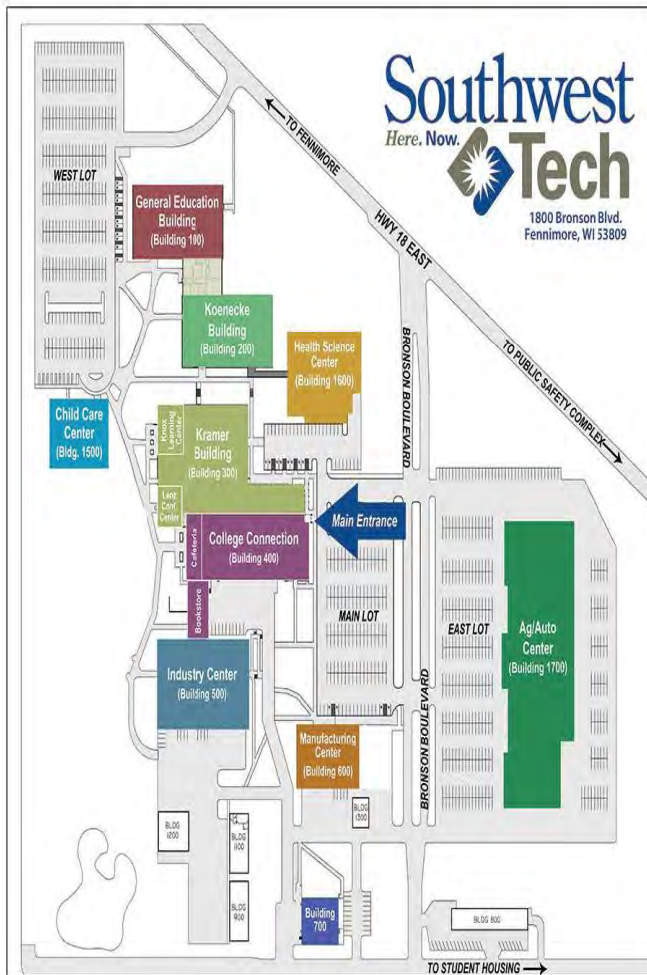 Southwest
Here. Now.
Tech
1800 Bronson Blvd.
Fennimore, WI 53809
TO FENNIMORE
HWY 18 EAST
TO PUBLIC SAFETY COMPLEX
WEST LOT
General Education
Building
(Building 100)
Koenecke
Building
(Building 200)
Health Science
Center
(Building 1600)
BRONSON BOULEVARD
Child Care
Center
(Bldg. 1500)
Knox
Learning
Center
Kramer
Building
(Building 300)
Lenz
Conf.
Center
Main Entrance
Cafeteria
College Connection
(Building 400)
Bookstore
MAIN LOT
EAST LOT
Ag/Auto
Center
(Building 1700)
Industry Center
(Building 500)
BRONSON BOULEVARD
Manufacturing
Center
(Building 600)
BLDG
1200
BLDG
1100
BLDG
BLDG
900
Building
700
BLDG 800
TO STUDENT HOUSING